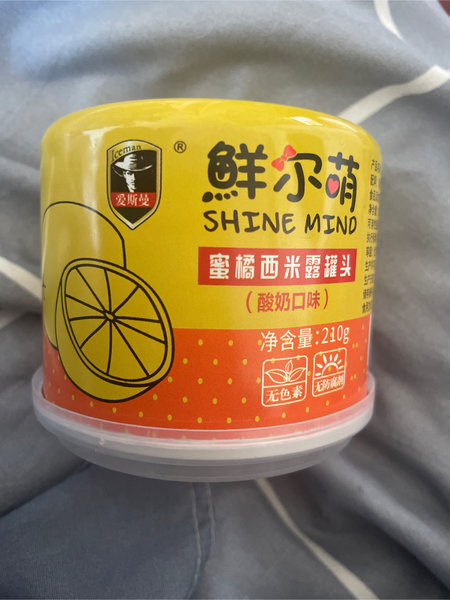 Iceman
爱斯曼
®
鲜尔萌
SHINE MIND
蜜橘西米露罐头
(酸奶口味)
净含量:210g
无色素
无防腐剂